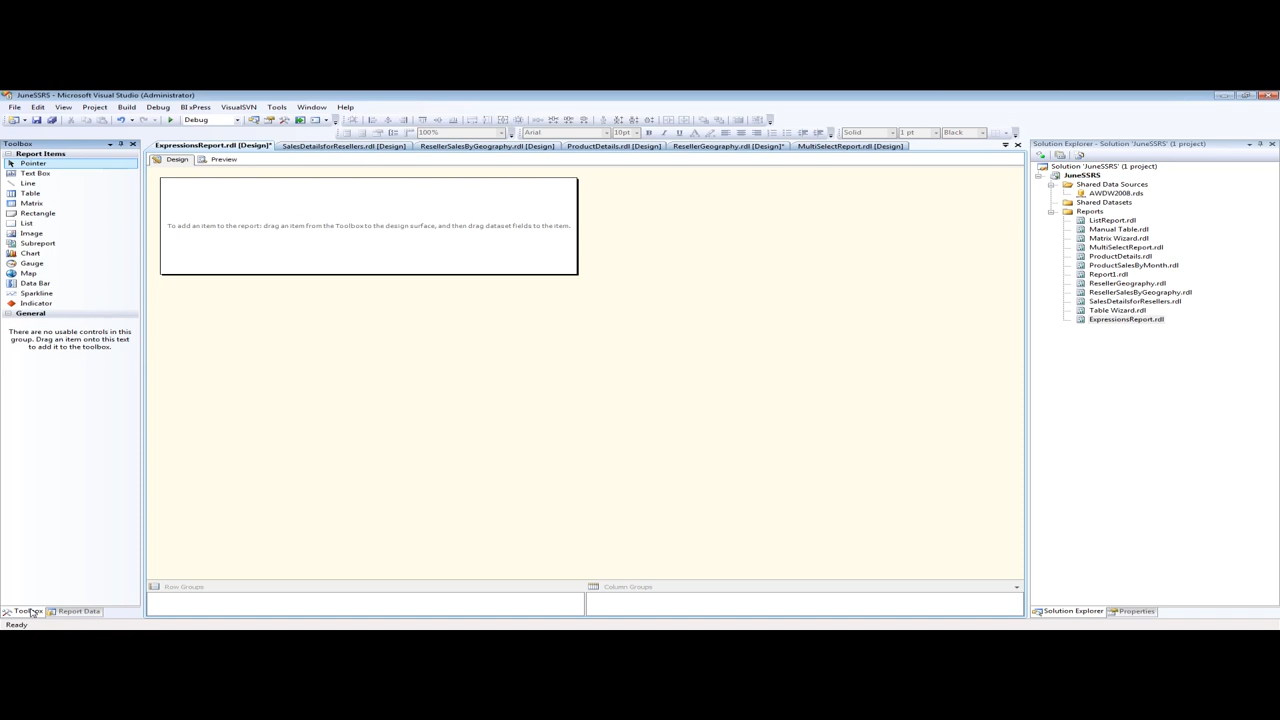 JuneSSRS - Microsoft Visual Studio (Administrator)
File Edit View Project Build Debug BI xPress VisualSVN Tools Window Help
Debug
100% Arial 10pt B I U A Solid 1 pt Black
Toolbox
ExpressionsReport.rdl [Design]* SalesDetailsforResellers.rdl [Design] ResellerSalesByGeography.rdl [Design] ProductDetails.rdl [Design] ResellerGeography.rdl [Design]* MultiSelectReport.rdl [Design]
Solution Explorer - Solution 'JuneSSRS' (1 project)
Design Preview
Report Items
Pointer
Text Box
Line
Table
Matrix
Rectangle
List
Image
Subreport
Chart
Gauge
Map
Data Bar
Sparkline
Indicator
General
There are no usable controls in this
group. Drag an item onto this text
to add it to the toolbox.
To add an item to the report: drag an item from the Toolbox to the design surface, and then drag dataset fields to the item.
Solution 'JuneSSRS' (1 project)
JuneSSRS
Shared Data Sources
AWDW2008.rds
Shared Datasets
Reports
ListReport.rdl
Manual Table.rdl
Matrix Wizard.rdl
MultiSelectReport.rdl
ProductDetails.rdl
ProductSalesByMonth.rdl
Report1.rdl
ResellerGeography.rdl
ResellerSalesByGeography.rdl
SalesDetailsforResellers.rdl
Table Wizard.rdl
ExpressionsReport.rdl
Row Groups Column Groups
Toolbox Report Data
Solution Explorer Properties
Ready